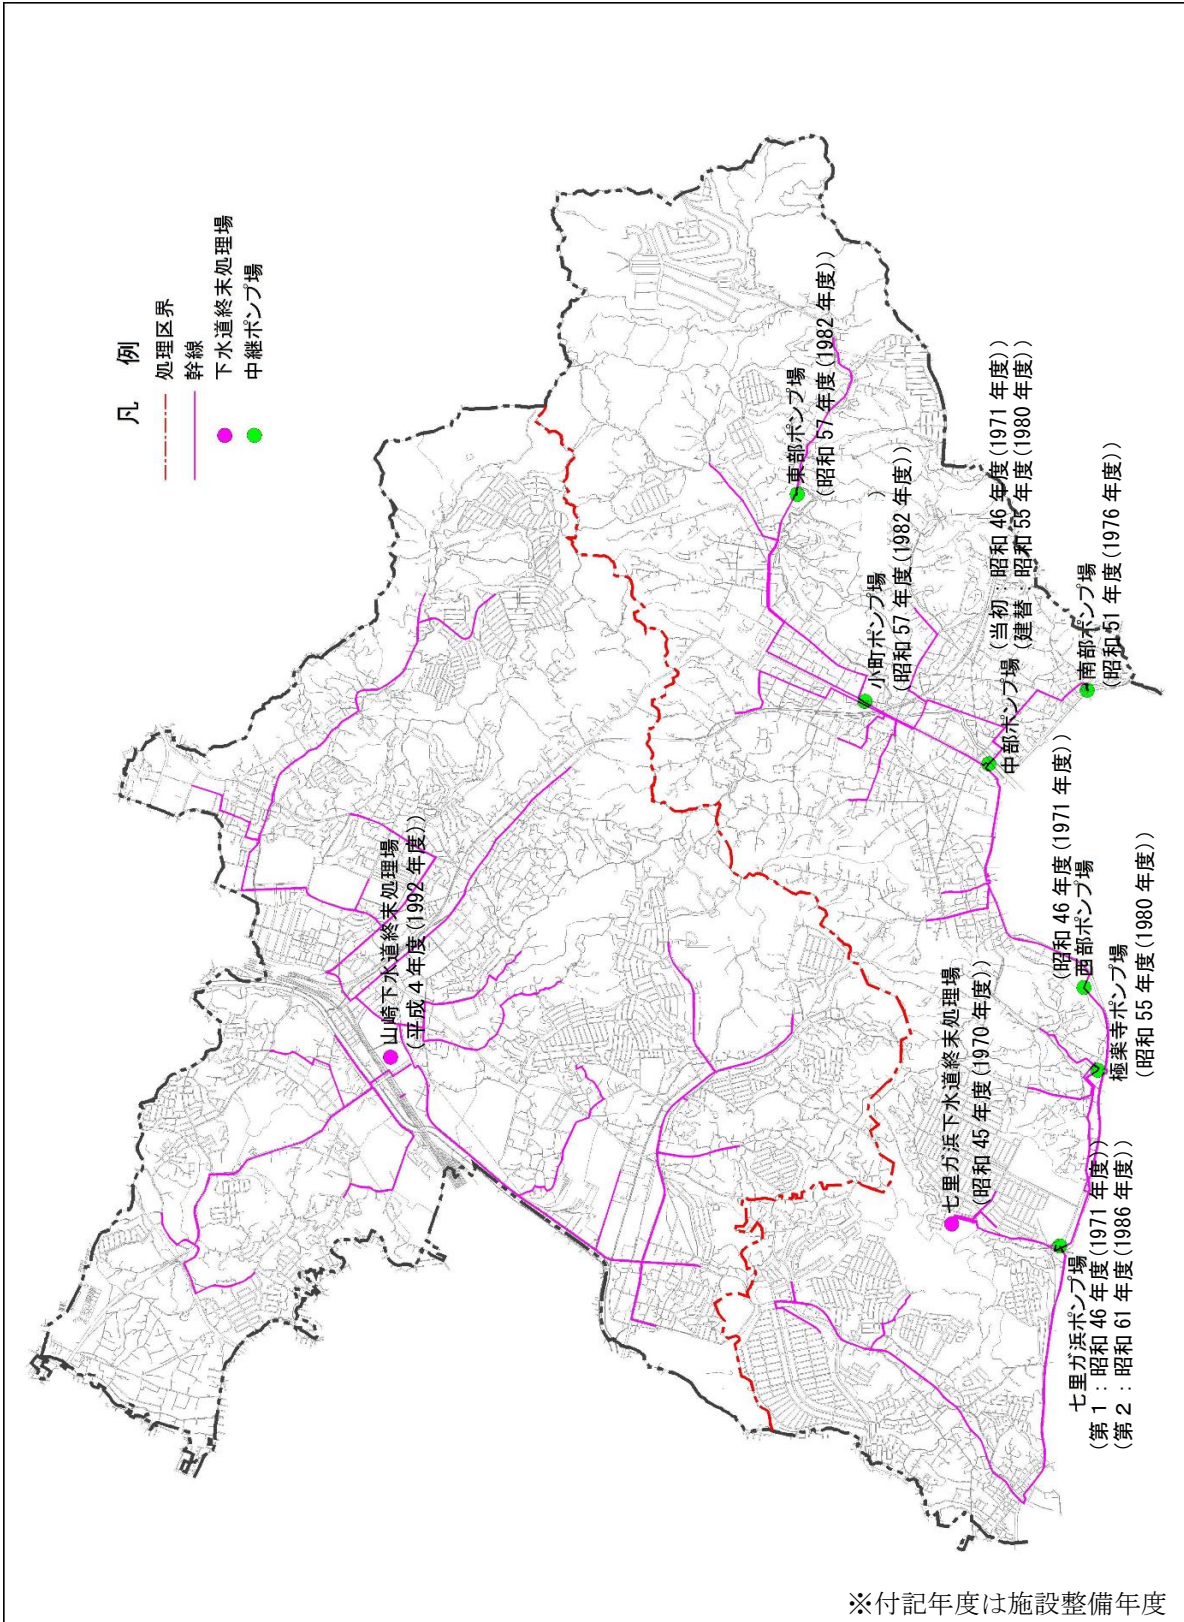 凡 例
処理区界
幹線
下水道終末処理場
中継ポンプ場
山崎下水道終末処理場
(平成４年度(1992 年度))
東部ポンプ場
(昭和 57 年度(1982 年度))
小町ポンプ場
)
(昭和 57 年度(1982 年度))
中部ポンプ場
(当初：昭和 46 年度(1971 年度))
(建替：昭和 55 年度(1980 年度))
南部ポンプ場
(昭和 51 年度(1976 年度))
(昭和 46 年度(1971 年度))
西部ポンプ場
極楽寺ポンプ場
(昭和 55 年度(1980 年度))
七里ガ浜下水道終末処理場
(昭和 45 年度(1970 年度))
七里ガ浜ポンプ場
(第１：昭和 46 年度(1971 年度))
(第２：昭和 61 年度(1986 年度))
※付記年度は施設整備年度